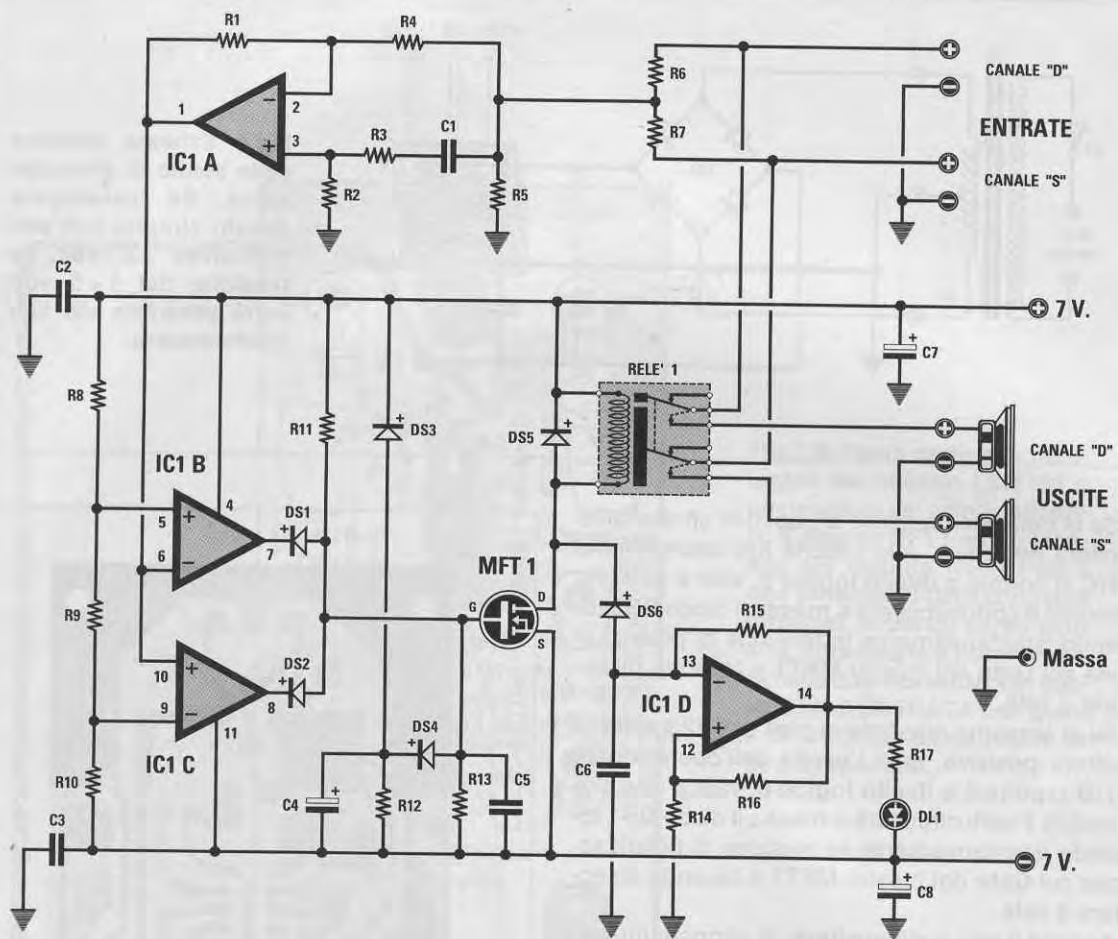 R1
R4
R6
CANALE "D"
ENTRATE
1
2
IC1 A
3
R3
C1
R7
CANALE "S"
R2
R5
C2
7 V.
C7
RELE' 1
R8
R11
DS3
DS5
CANALE "D"
USCITE
CANALE "S"
IC1 B
4
5
DS1
6
7
MFT 1
G
D
S
DS6
R15
Massa
R9
10
DS2
9
8
IC1 C
11
13
IC1 D
14
12
R17
DS4
C6
R16
R10
C4
R12
R13
C5
R14
DL1
C3
7 V.
C8